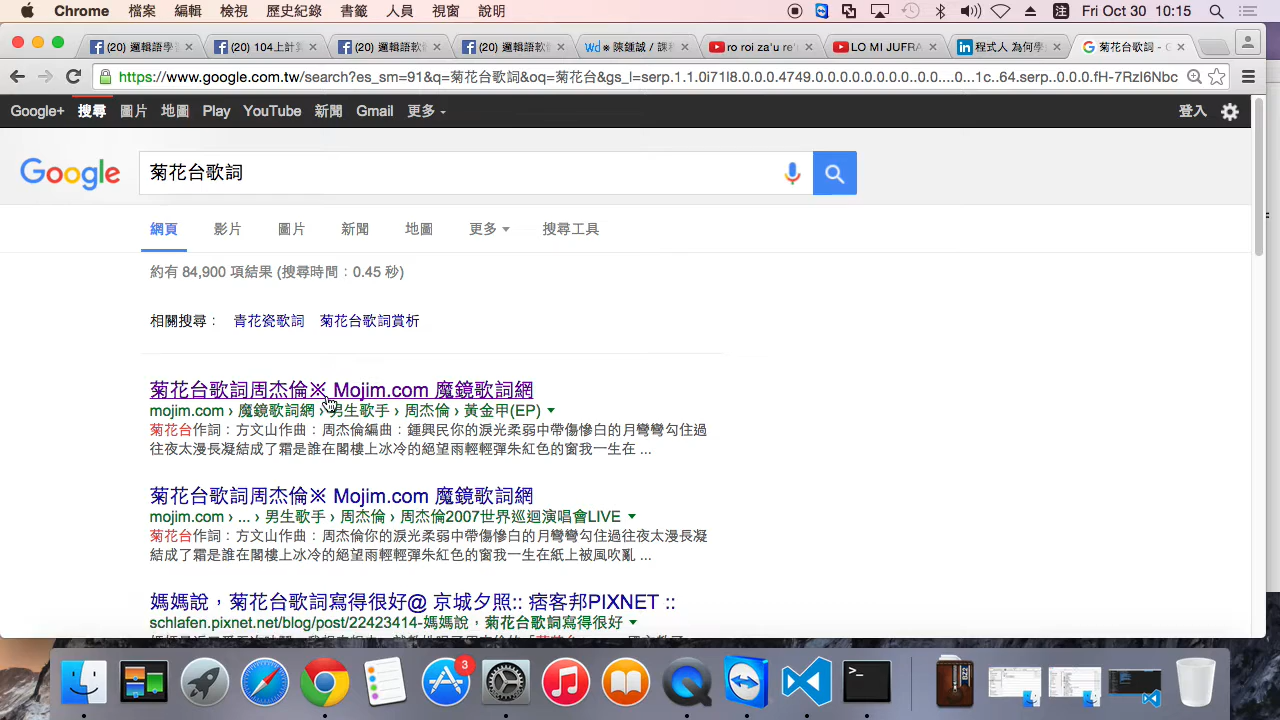 Chrome 檔案 編輯 檢視 歷史紀錄 書籤 人員 視窗 說明 注 Fri Oct 30 10:15
(20) 邏輯語學 (20) 104上計算 (20) 邏輯語軟 (20) 邏輯語軟 ※ 陳鍾誠 / 課程 ro roi za'u re' LO MI JUFRA 程式人 為何學 菊花台歌詞 - G
https://www.google.com.tw/search?es_sm=91&q=菊花台歌詞&oq=菊花台&gs_l=serp.1.1.0i71l8.0.0.0.4749.0.0.0.0.0.0.0.0..0.0....0...1c..64.serp..0.0.0.fH-7RzI6Nbc
Google+ 搜尋 圖片 地圖 Play YouTube 新聞 Gmail 更多 登入
Google 菊花台歌詞
網頁 影片 圖片 新聞 地圖 更多 搜尋工具
約有 84,900 項結果 (搜尋時間：0.45 秒)
相關搜尋： 青花瓷歌詞 菊花台歌詞賞析
菊花台歌詞周杰倫※ Mojim.com 魔鏡歌詞網
mojim.com › 魔鏡歌詞網 › 男生歌手 › 周杰倫 › 黃金甲(EP)
菊花台作詞：方文山作曲：周杰倫編曲：鍾興民你的淚光柔弱中帶傷慘白的月彎彎勾住過
往夜太漫長凝結成了霜是誰在閣樓上冰冷的絕望雨輕輕彈朱紅色的窗我一生在 ...
菊花台歌詞周杰倫※ Mojim.com 魔鏡歌詞網
mojim.com › ... › 男生歌手 › 周杰倫 › 周杰倫2007世界巡迴演唱會LIVE
菊花台作詞：方文山作曲：周杰倫你的淚光柔弱中帶傷慘白的月彎彎勾住過往夜太漫長凝
結成了霜是誰在閣樓上冰冷的絕望雨輕輕彈朱紅色的窗我一生在紙上被風吹亂 ...
媽媽說，菊花台歌詞寫得很好@ 京城夕照:: 痞客邦PIXNET ::
schlafen.pixnet.net/blog/post/22423414-媽媽說，菊花台歌詞寫得很好
3